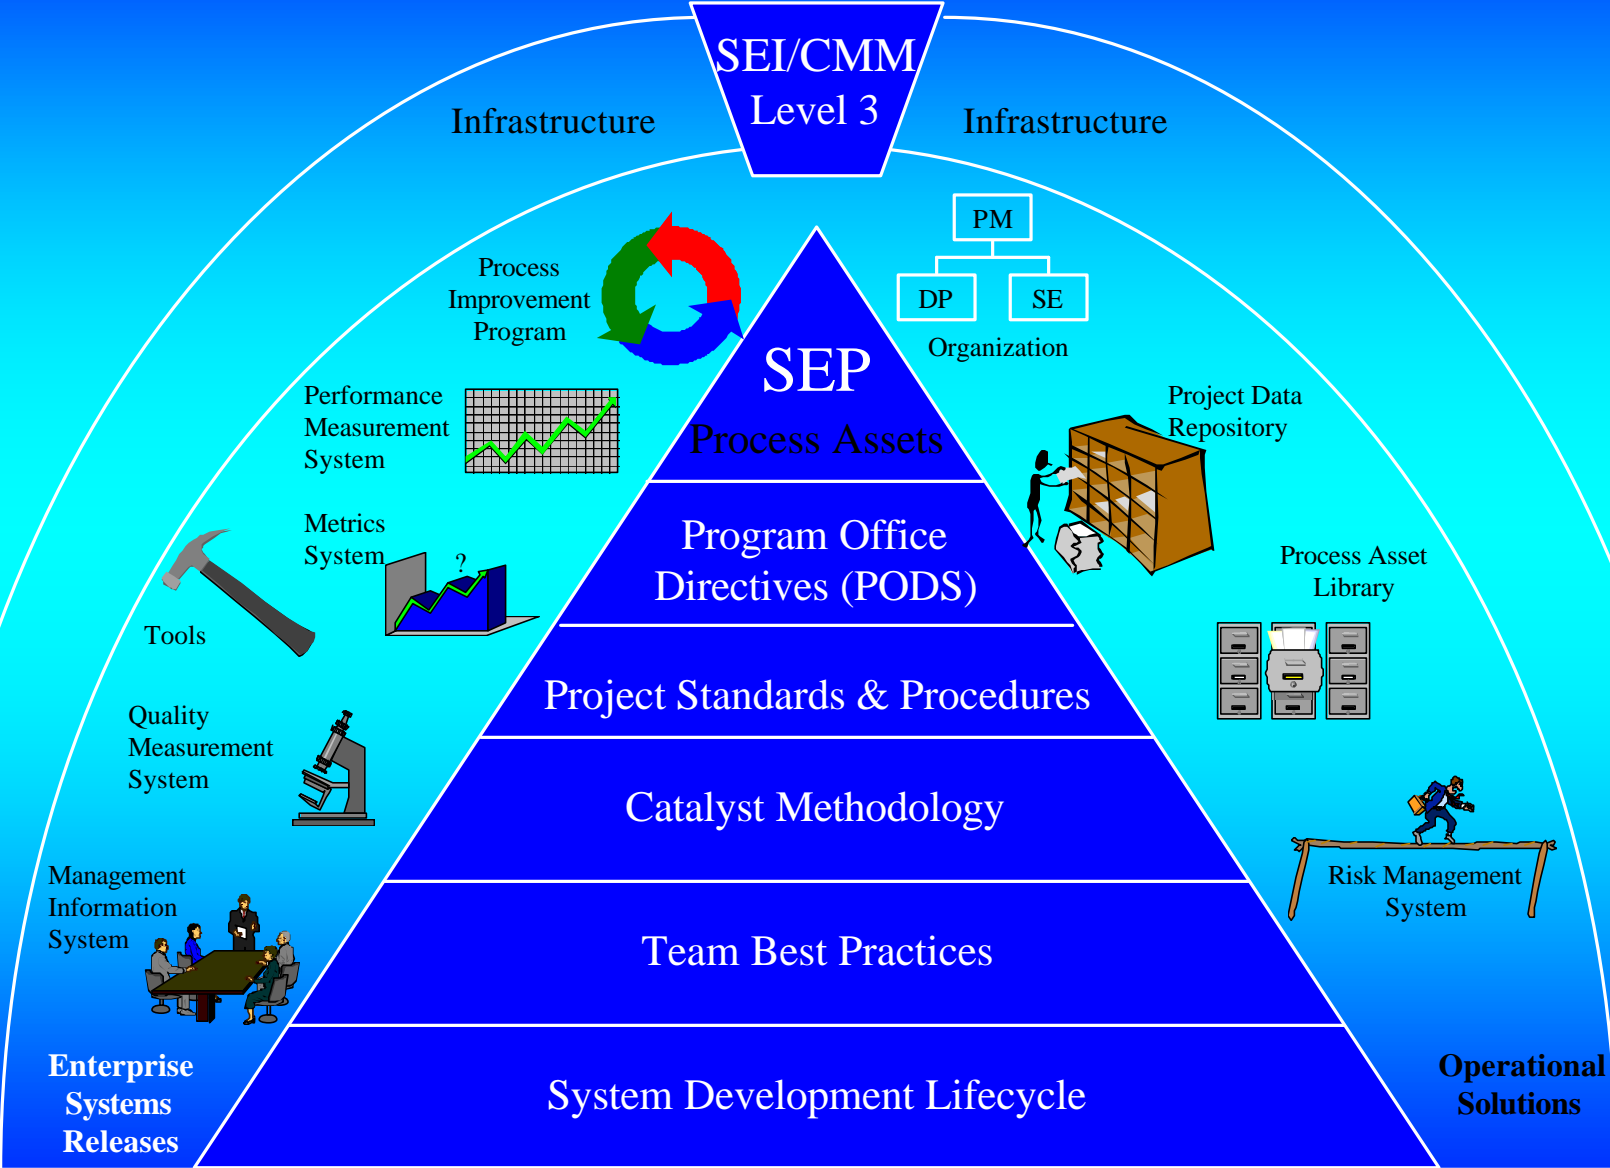 SEI/CMM
Level 3
Infrastructure
Infrastructure
PM
DP
SE
Organization
Process
Improvement
Program
SEP
Process Assets
Performance
Measurement
System
Project Data
Repository
Metrics
System
?
Program Office
Directives (PODS)
Process Asset
Library
Tools
Project Standards & Procedures
Quality
Measurement
System
Catalyst Methodology
Management
Information
System
Risk Management
System
Team Best Practices
Enterprise
Systems
Releases
System Development Lifecycle
Operational
Solutions